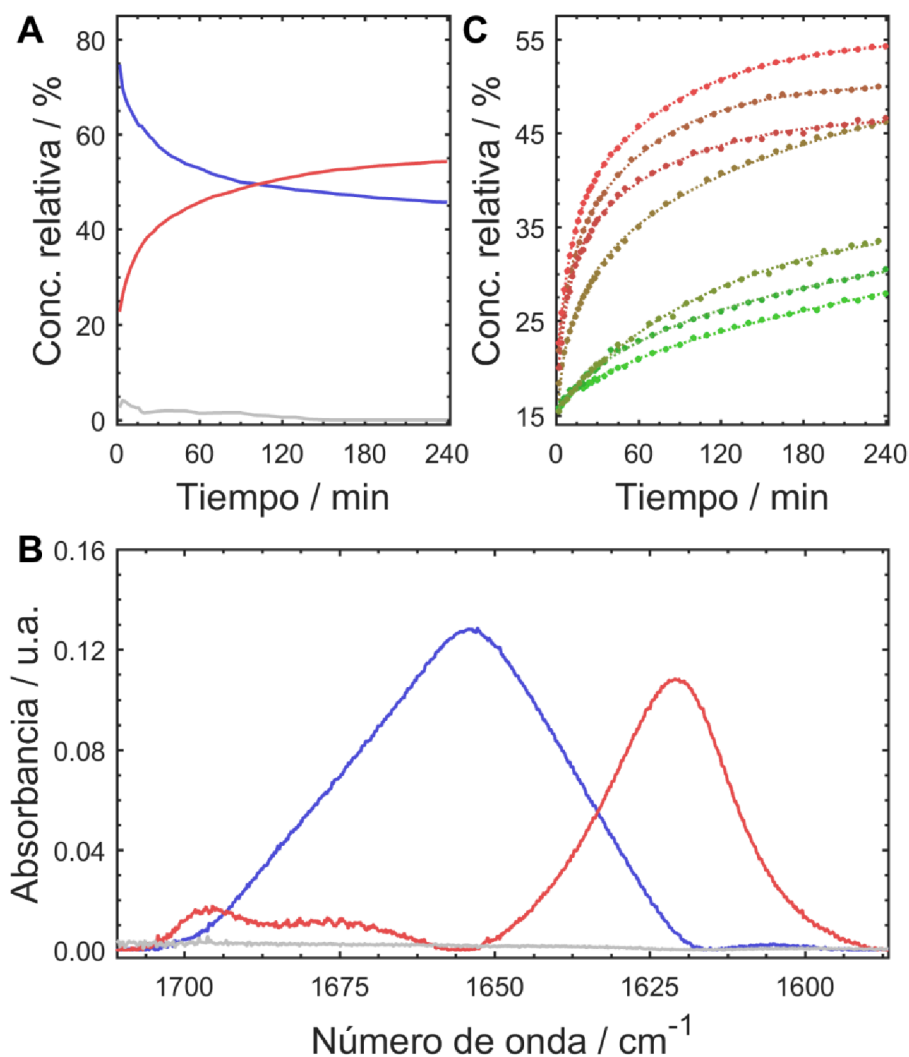 A
Conc. relativa / %
80
60
40
20
0
0 60 120 180 240
Tiempo / min
C
Conc. relativa / %
55
45
35
25
15
0 60 120 180 240
Tiempo / min
B
Absorbancia / u.a.
0.16
0.12
0.08
0.04
0.00
1700 1675 1650 1625 1600
Número de onda / cm⁻¹